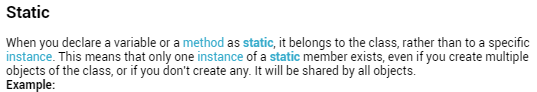 Static
When you declare a variable or a method as static, it belongs to the class, rather than to a specific
instance. This means that only one instance of a static member exists, even if you create multiple
objects of the class, or if you don't create any. It will be shared by all objects.
Example: